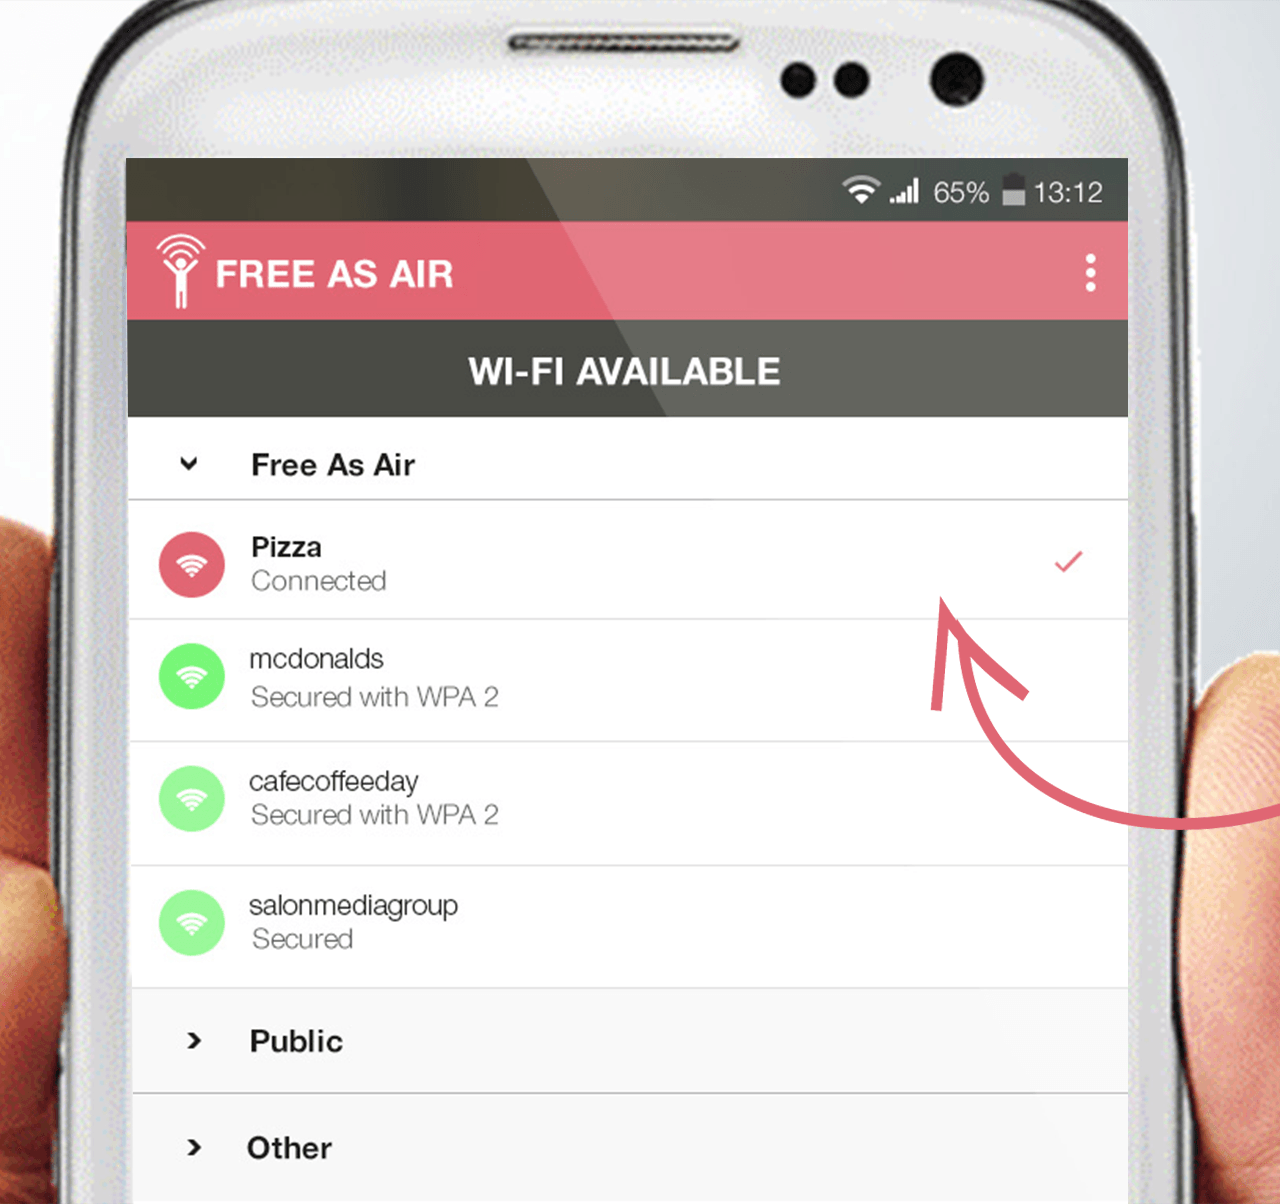 65% 13:12
FREE AS AIR
WI-FI AVAILABLE
Free As Air
Pizza
Connected
mcdonalds
Secured with WPA 2
cafecoffeeday
Secured with WPA 2
salonmediagroup
Secured
Public
Other